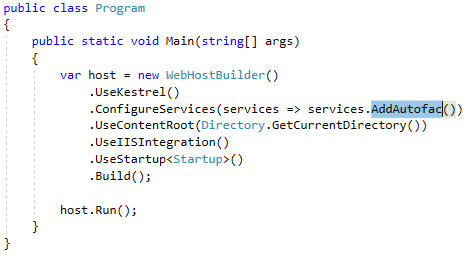 public class Program
{
    public static void Main(string[] args)
    {
        var host = new WebHostBuilder()
            .UseKestrel()
            .ConfigureServices(services => services.AddAutofac())
            .UseContentRoot(Directory.GetCurrentDirectory())
            .UseIISIntegration()
            .UseStartup<Startup>()
            .Build();

        host.Run();
    }
}